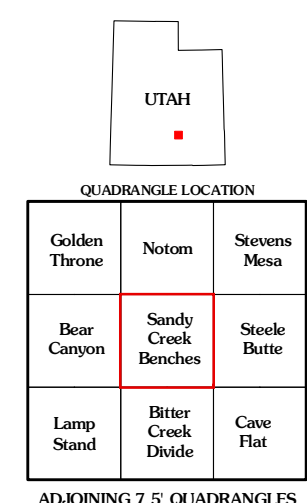 UTAH
QUADRANGLE LOCATION
Golden
Throne
Notom
Stevens
Mesa
Bear
Canyon
Sandy
Creek
Benches
Steele
Butte
Lamp
Stand
Bitter
Creek
Divide
Cave
Flat
ADJOINING 7.5' QUADRANGLES